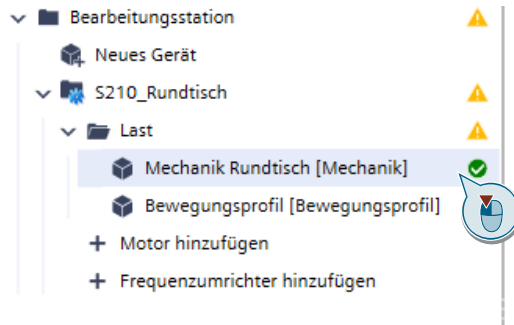 Bearbeitungsstation
Neues Gerät
S210_Rundtisch
Last
Mechanik Rundtisch [Mechanik]
Bewegungsprofil [Bewegungsprofil]
Motor hinzufügen
Frequenzumrichter hinzufügen